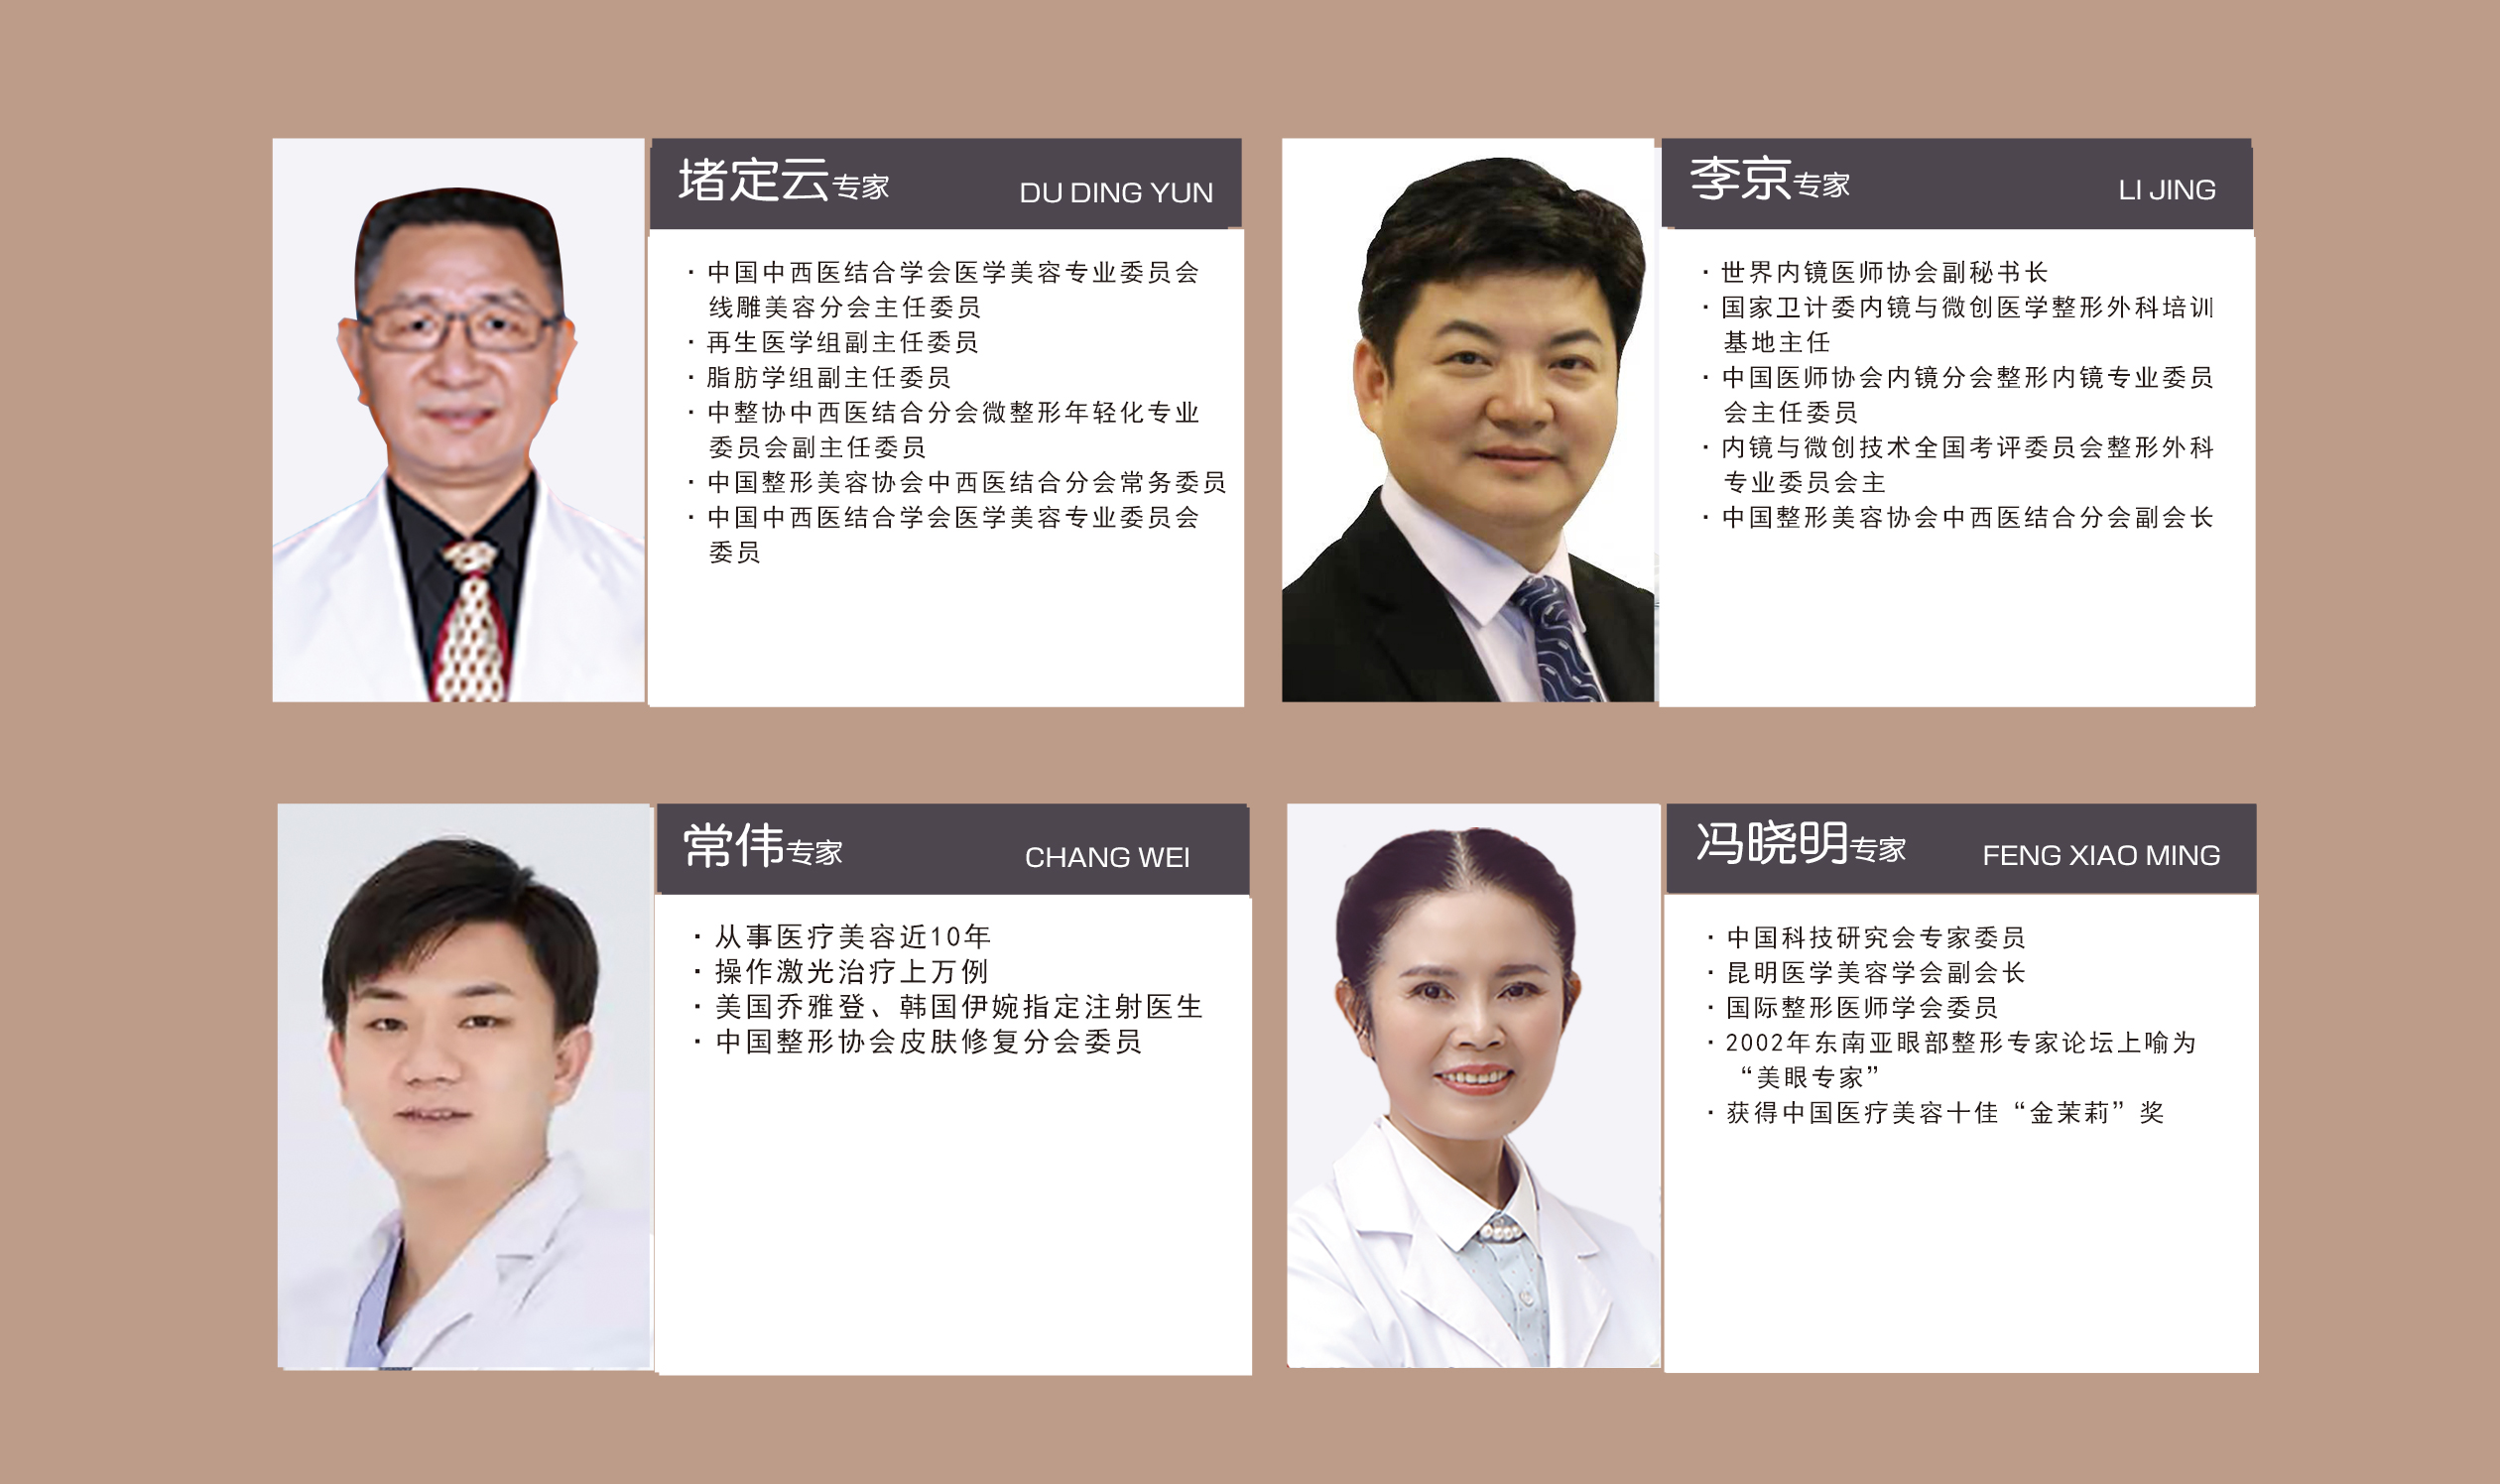 堵定云专家 DU DING YUN
· 中国中西医结合学会医学美容专业委员会
线雕美容分会主任委员
· 再生医学组副主任委员
· 脂肪学组副主任委员
· 中整协中西医结合分会微整形年轻化专业
委员会副主任委员
· 中国整形美容协会中西医结合分会常务委员
· 中国中西医结合学会医学美容专业委员会
委员
李京专家 LI JING
· 世界内镜医师协会副秘书长
· 国家卫计委内镜与微创医学整形外科培训
基地主任
· 中国医师协会内镜分会整形内镜专业委员
会主任委员
· 内镜与微创技术全国考评委员会整形外科
专业委员会主
· 中国整形美容协会中西医结合分会副会长
常伟专家 CHANG WEI
· 从事医疗美容近10年
· 操作激光治疗上万例
· 美国乔雅登、韩国伊婉指定注射医生
· 中国整形协会皮肤修复分会委员
冯晓明专家 FENG XIAO MING
· 中国科技研究会专家委员
· 昆明医学美容学会副会长
· 国际整形医师学会委员
· 2002年东南亚眼部整形专家论坛上喻为
“美眼专家”
· 获得中国医疗美容十佳“金茉莉”奖